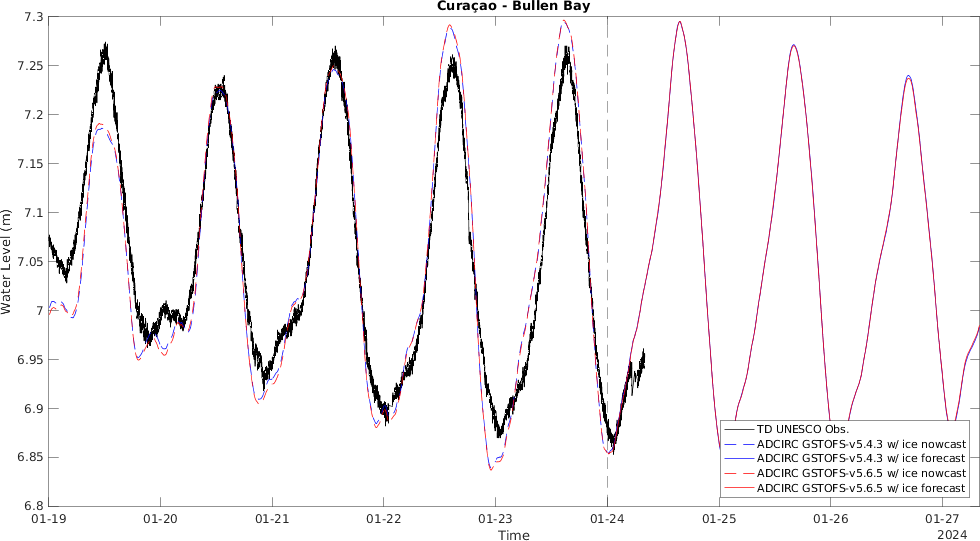 Curaçao - Bullen Bay
7.3
7.25
7.2
7.15
7.1
7.05
7
6.95
6.9
6.85
6.8
Water Level (m)
TD UNESCO Obs.
ADCIRC GSTOFS-v5.4.3 w/ ice nowcast
ADCIRC GSTOFS-v5.4.3 w/ ice forecast
ADCIRC GSTOFS-v5.6.5 w/ ice nowcast
ADCIRC GSTOFS-v5.6.5 w/ ice forecast
01-19 01-20 01-21 01-22 01-23 01-24 01-25 01-26 01-27
Time
2024